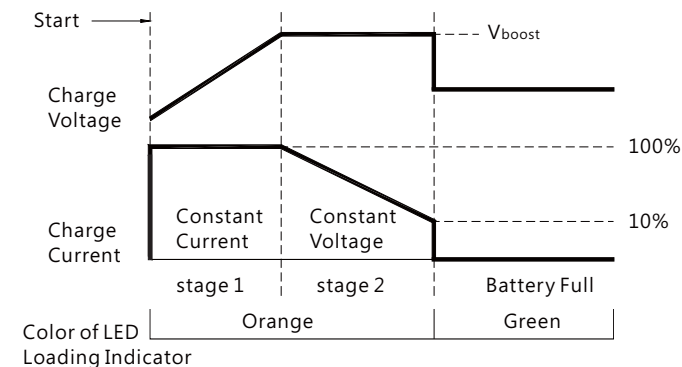 Start
Vboost
Charge
Voltage
100%
Constant
Current
Constant
Voltage
10%
Charge
Current
stage 1
stage 2
Battery Full
Orange
Green
Color of LED
Loading Indicator